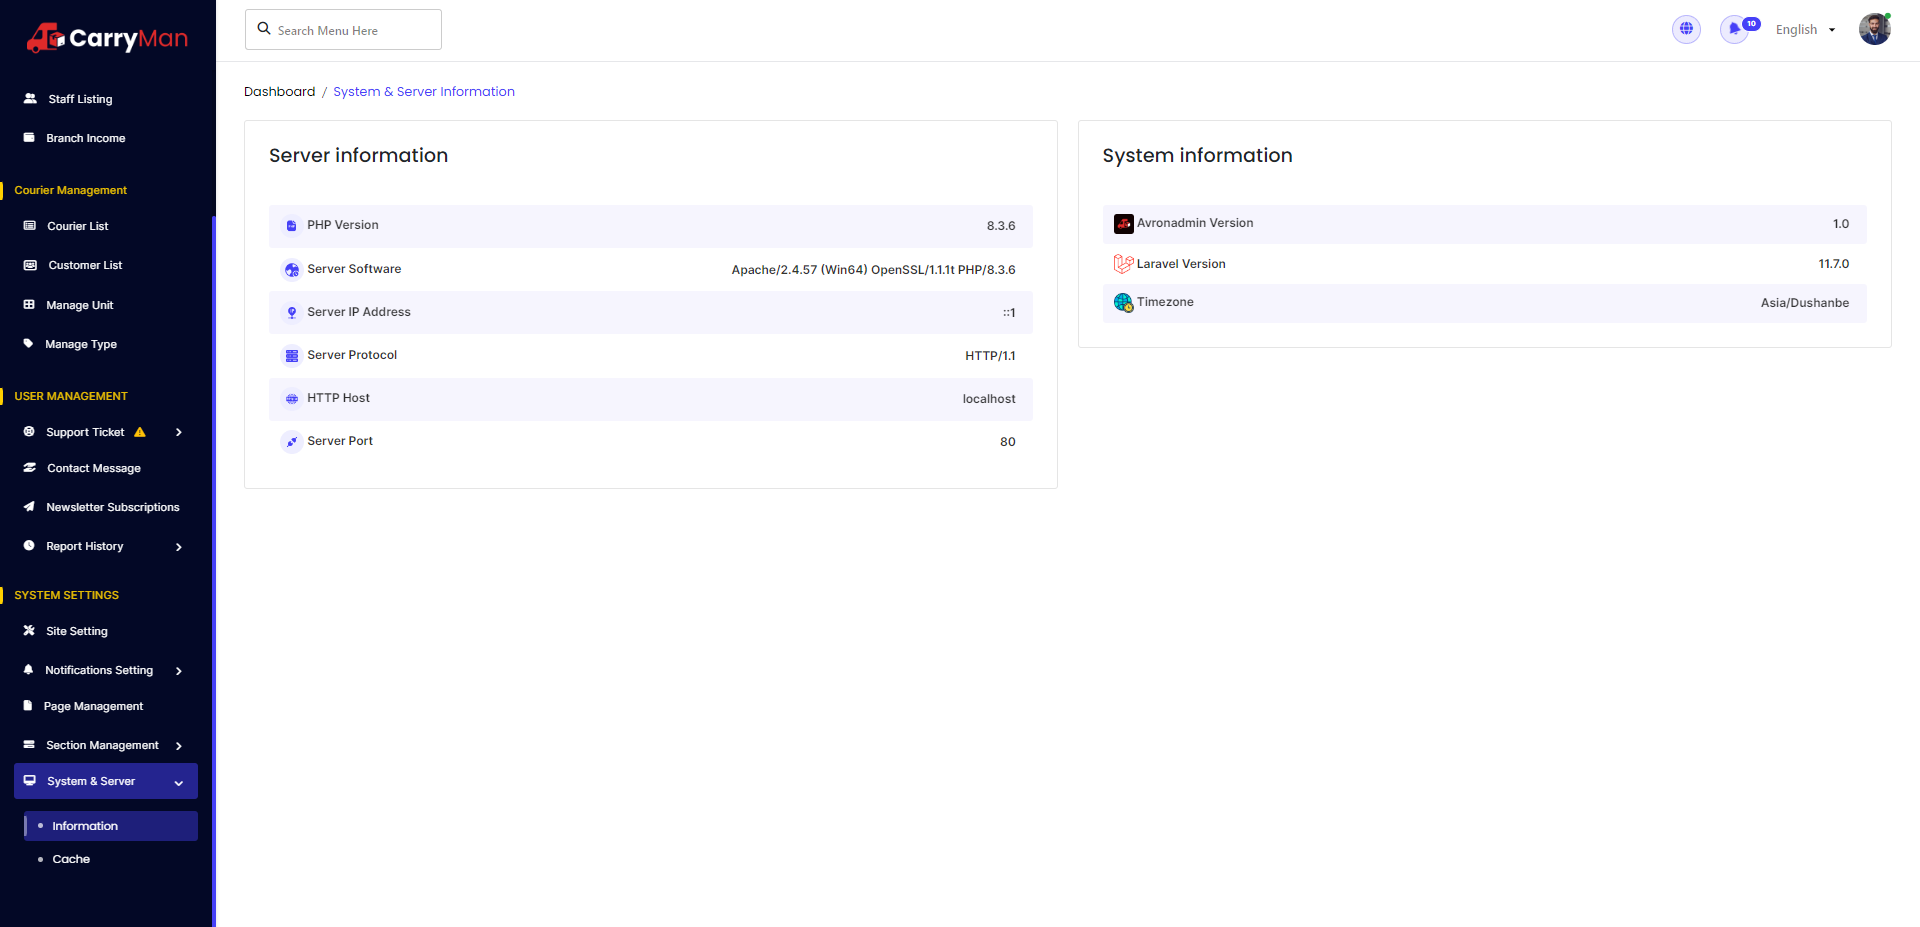 CarryMan
Search Menu Here
10
English
Staff Listing
Branch Income
Courier Management
Courier List
Customer List
Manage Unit
Manage Type
USER MANAGEMENT
Support Ticket
Contact Message
Newsletter Subscriptions
Report History
SYSTEM SETTINGS
Site Setting
Notifications Setting
Page Management
Section Management
System & Server
Information
Cache
Dashboard / System & Server Information
Server information
PHP Version 8.3.6
Server Software Apache/2.4.57 (Win64) OpenSSL/1.1.1t PHP/8.3.6
Server IP Address ::1
Server Protocol HTTP/1.1
HTTP Host localhost
Server Port 80
System information
Avronadmin Version 1.0
Laravel Version 11.7.0
Timezone Asia/Dushanbe